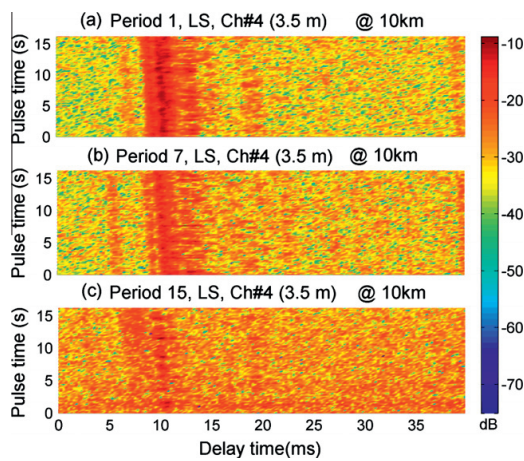 (a) Period 1, LS, Ch#4 (3.5 m) @ 10km
Pulse time (s)
15
10
5
0
(b) Period 7, LS, Ch#4 (3.5 m) @ 10km
Pulse time (s)
15
10
5
0
(c) Period 15, LS, Ch#4 (3.5 m) @ 10km
Pulse time (s)
15
10
5
0
0 5 10 15 20 25 30 35
Delay time(ms)
-10
-20
-30
-40
-50
-60
-70
dB